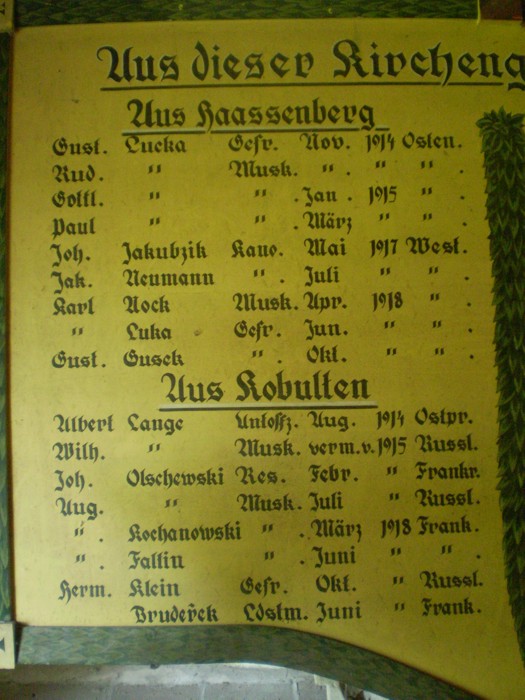 Aus dieser Kircheng
Aus Haassenberg
Gust. Lucka Gefr. Nov. 1914 Osten.
Rud. " Musk. " . " " .
Gottl. " " . Jan . 1915 " .
Paul " " . März " " .
Joh. Jakubzik Kano. Mai 1917 West.
Jak. Neumann " . Juli " " .
Karl Nock Musk. Apr. 1918 " .
" Luka Gefr. Jun. " " .
Gust. Gusek " . Okt. " " .
Aus Kobulten
Albert Lange Untoffz. Aug. 1914 Ostpr.
Wilh. " Musk. verm.v. 1915 Russl.
Joh. Olschewski Res. Febr. " Frankr.
Aug. " Musk. Juli " Russl.
" . Kochanowski " . März 1918 Frank.
" . Fallin " . Juni " " .
Herm. Klein Gefr. Okt. " Russl.
Bruderek Ldstm. Juni " Frank.